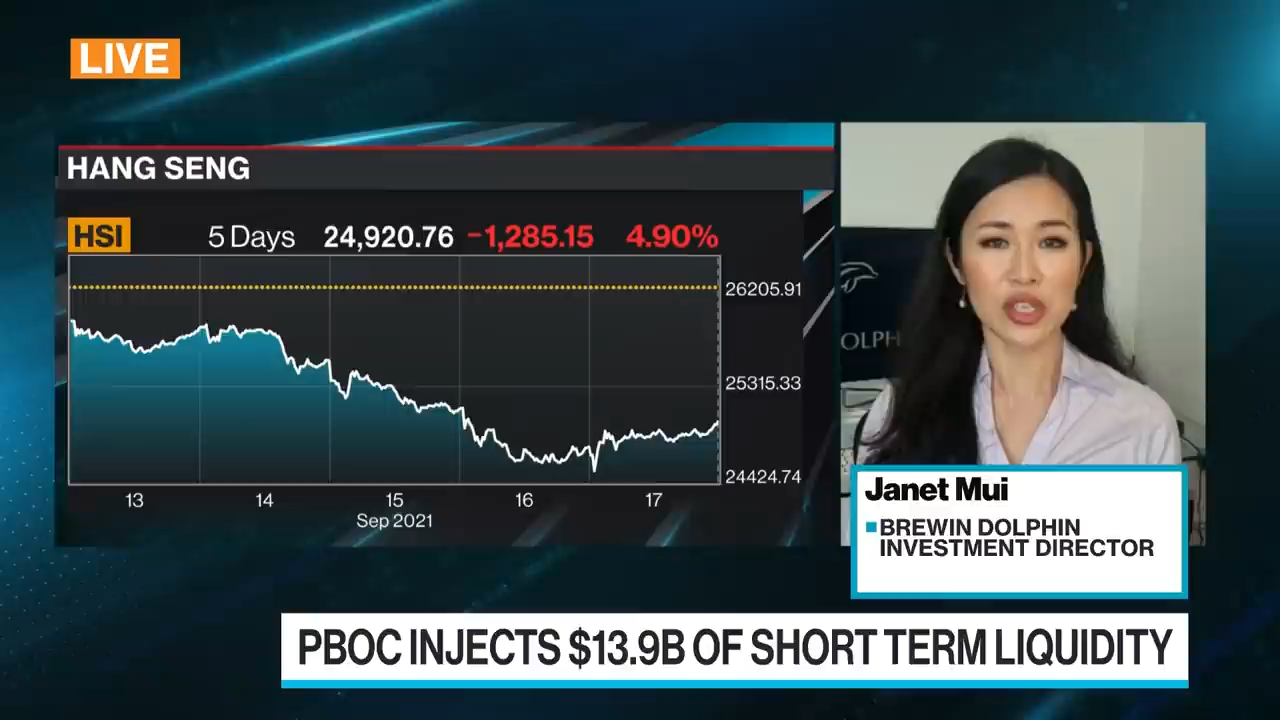 LIVE
HANG SENG
HSI 5 Days 24,920.76 -1,285.15 4.90%
26205.91
25315.33
24424.74
13 14 15 16 17
Sep 2021
OLPH
Janet Mui
BREWIN DOLPHIN
INVESTMENT DIRECTOR
PBOC INJECTS $13.9B OF SHORT TERM LIQUIDITY